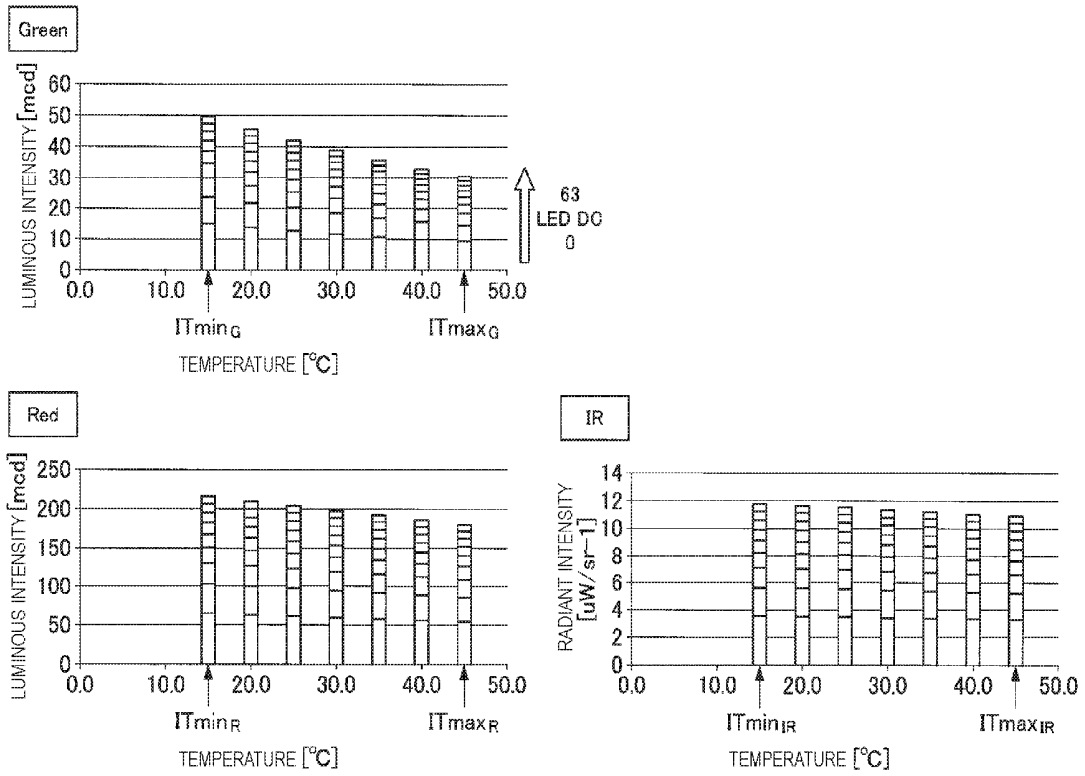 Green
LUMINOUS INTENSITY [mcd]
60
50
40
30
20
10
0
0.0 10.0 20.0 30.0 40.0 50.0
63
LED DC
0
ITminG ITmaxG
TEMPERATURE [°C]
Red
LUMINOUS INTENSITY [mcd]
250
200
150
100
50
0
0.0 10.0 20.0 30.0 40.0 50.0
ITminR ITmaxR
TEMPERATURE [°C]
IR
RADIANT INTENSITY
[uW/sr-1]
14
12
10
8
6
4
2
0
0.0 10.0 20.0 30.0 40.0 50.0
ITminIR ITmaxIR
TEMPERATURE [°C]